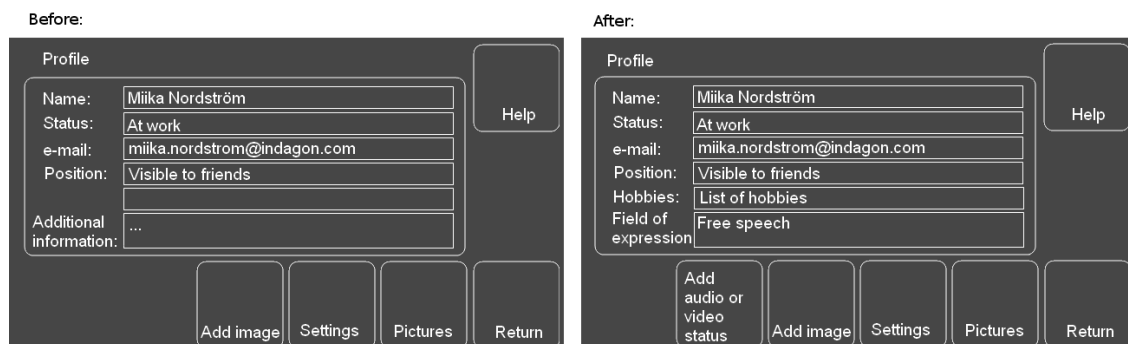 Before:
Profile
Name: Miika Nordström
Status: At work
e-mail: miika.nordstrom@indagon.com
Position: Visible to friends
Additional
information: ...
Help
Add image
Settings
Pictures
Return
After:
Profile
Name: Miika Nordström
Status: At work
e-mail: miika.nordstrom@indagon.com
Position: Visible to friends
Hobbies: List of hobbies
Field of
expression Free speech
Help
Add
audio or
video
status
Add image
Settings
Pictures
Return